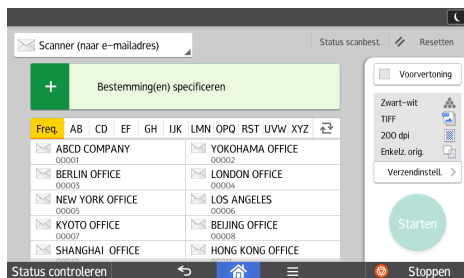 Scanner (naar e-mailadres)
Status scanbest.
Resetten
+ Bestemming(en) specificeren
Voorvertoning
Zwart-wit
TIFF
200 dpi
Enkelz. orig.
Verzendinstell. >
Starten
Freq. AB CD EF GH IJK LMN OPQ RST UVW XYZ
ABCD COMPANY
00001
YOKOHAMA OFFICE
00002
BERLIN OFFICE
00003
LONDON OFFICE
00004
NEW YORK OFFICE
00005
LOS ANGELES
00006
KYOTO OFFICE
00007
BEIJING OFFICE
00008
SHANGHAI OFFICE
HONG KONG OFFICE
Status controleren
Stoppen